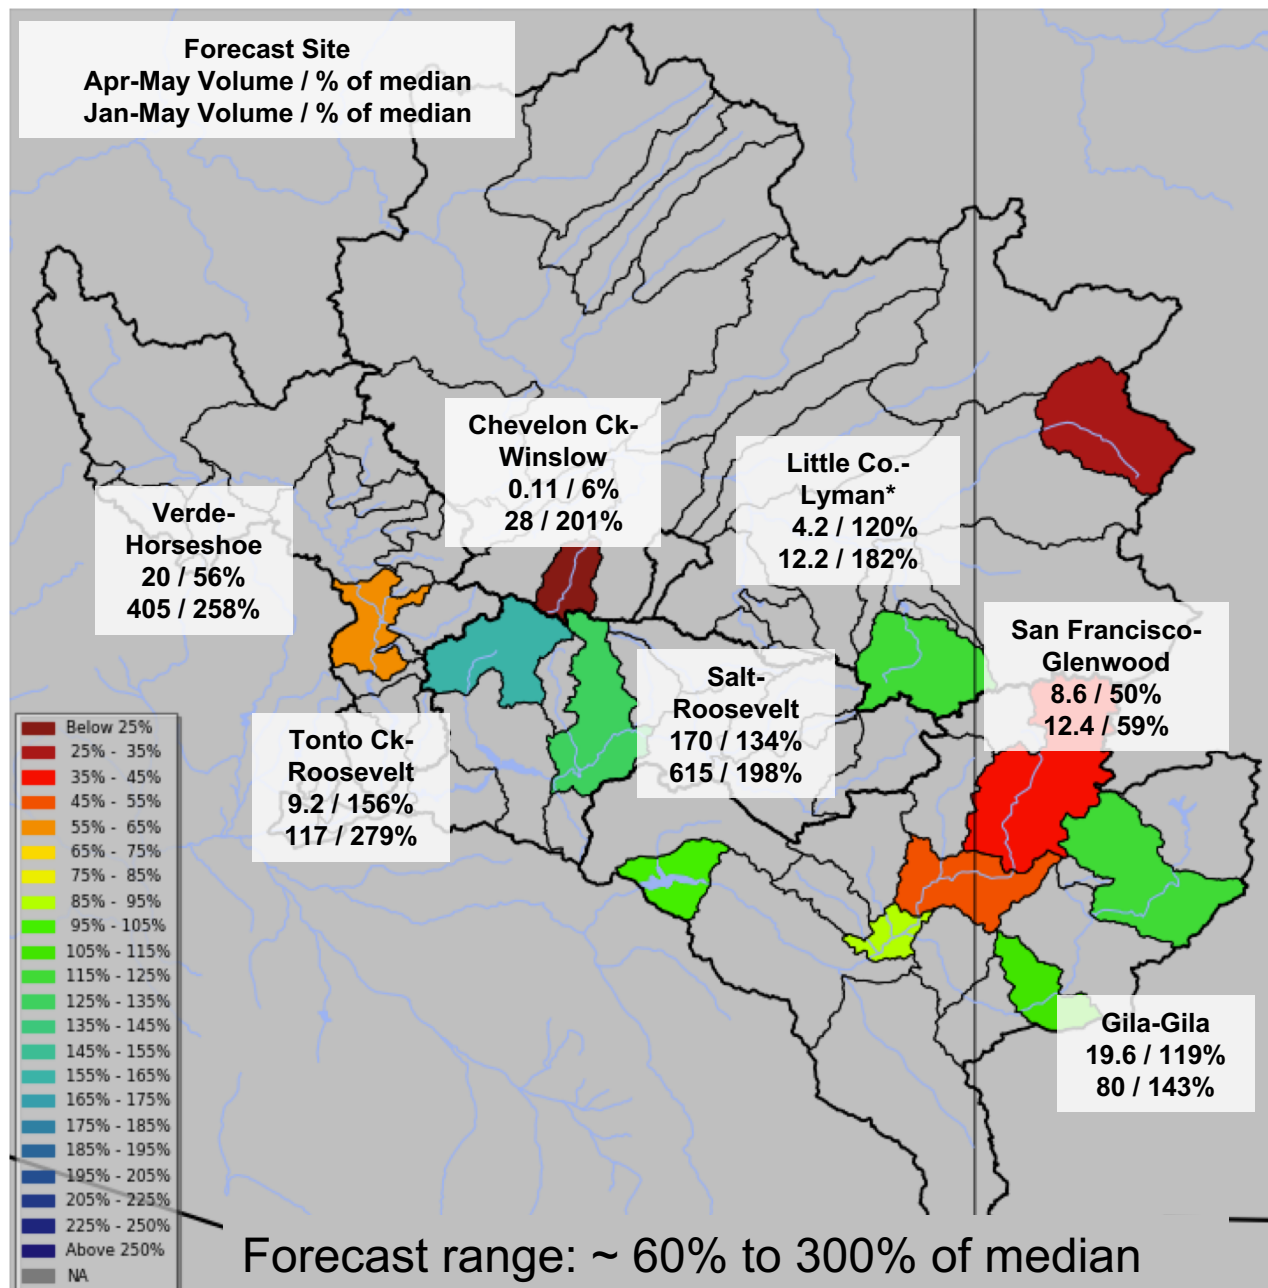 Forecast Site
Apr-May Volume / % of median
Jan-May Volume / % of median
Chevelon Ck-
Winslow
0.11 / 6%
28 / 201%
Little Co.-
Lyman*
4.2 / 120%
12.2 / 182%
Verde-
Horseshoe
20 / 56%
405 / 258%
San Francisco-
Glenwood
8.6 / 50%
12.4 / 59%
Salt-
Roosevelt
170 / 134%
615 / 198%
Tonto Ck-
Roosevelt
9.2 / 156%
117 / 279%
Gila-Gila
19.6 / 119%
80 / 143%
Below 25%
25% - 35%
35% - 45%
45% - 55%
55% - 65%
65% - 75%
75% - 85%
85% - 95%
95% - 105%
105% - 115%
115% - 125%
125% - 135%
135% - 145%
145% - 155%
155% - 165%
165% - 175%
175% - 185%
185% - 195%
195% - 205%
205% - 225%
225% - 250%
Above 250%
NA
Forecast range: ~ 60% to 300% of median